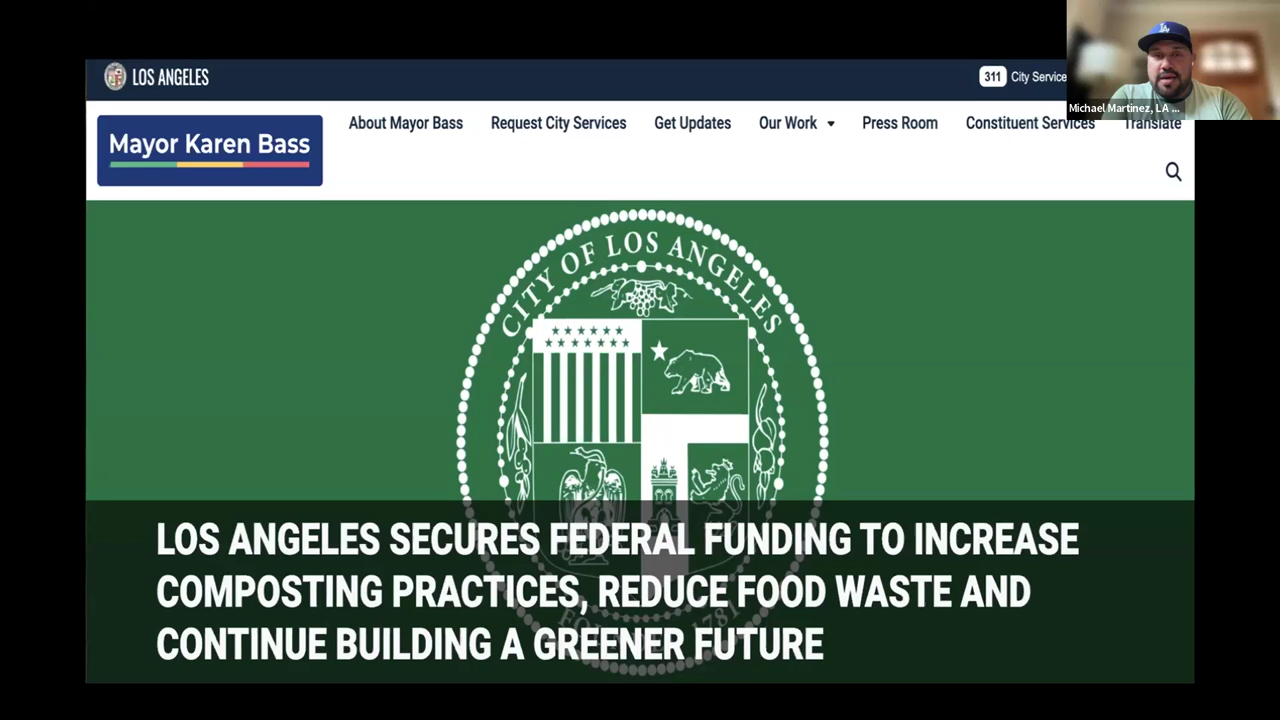 LOS ANGELES
311 City Service
Michael Martinez, LA ...
Mayor Karen Bass
About Mayor Bass
Request City Services
Get Updates
Our Work
Press Room
Constituent Services
Translate
CITY OF LOS ANGELES
LOS ANGELES SECURES FEDERAL FUNDING TO INCREASE
COMPOSTING PRACTICES, REDUCE FOOD WASTE AND
CONTINUE BUILDING A GREENER FUTURE
1781
LA